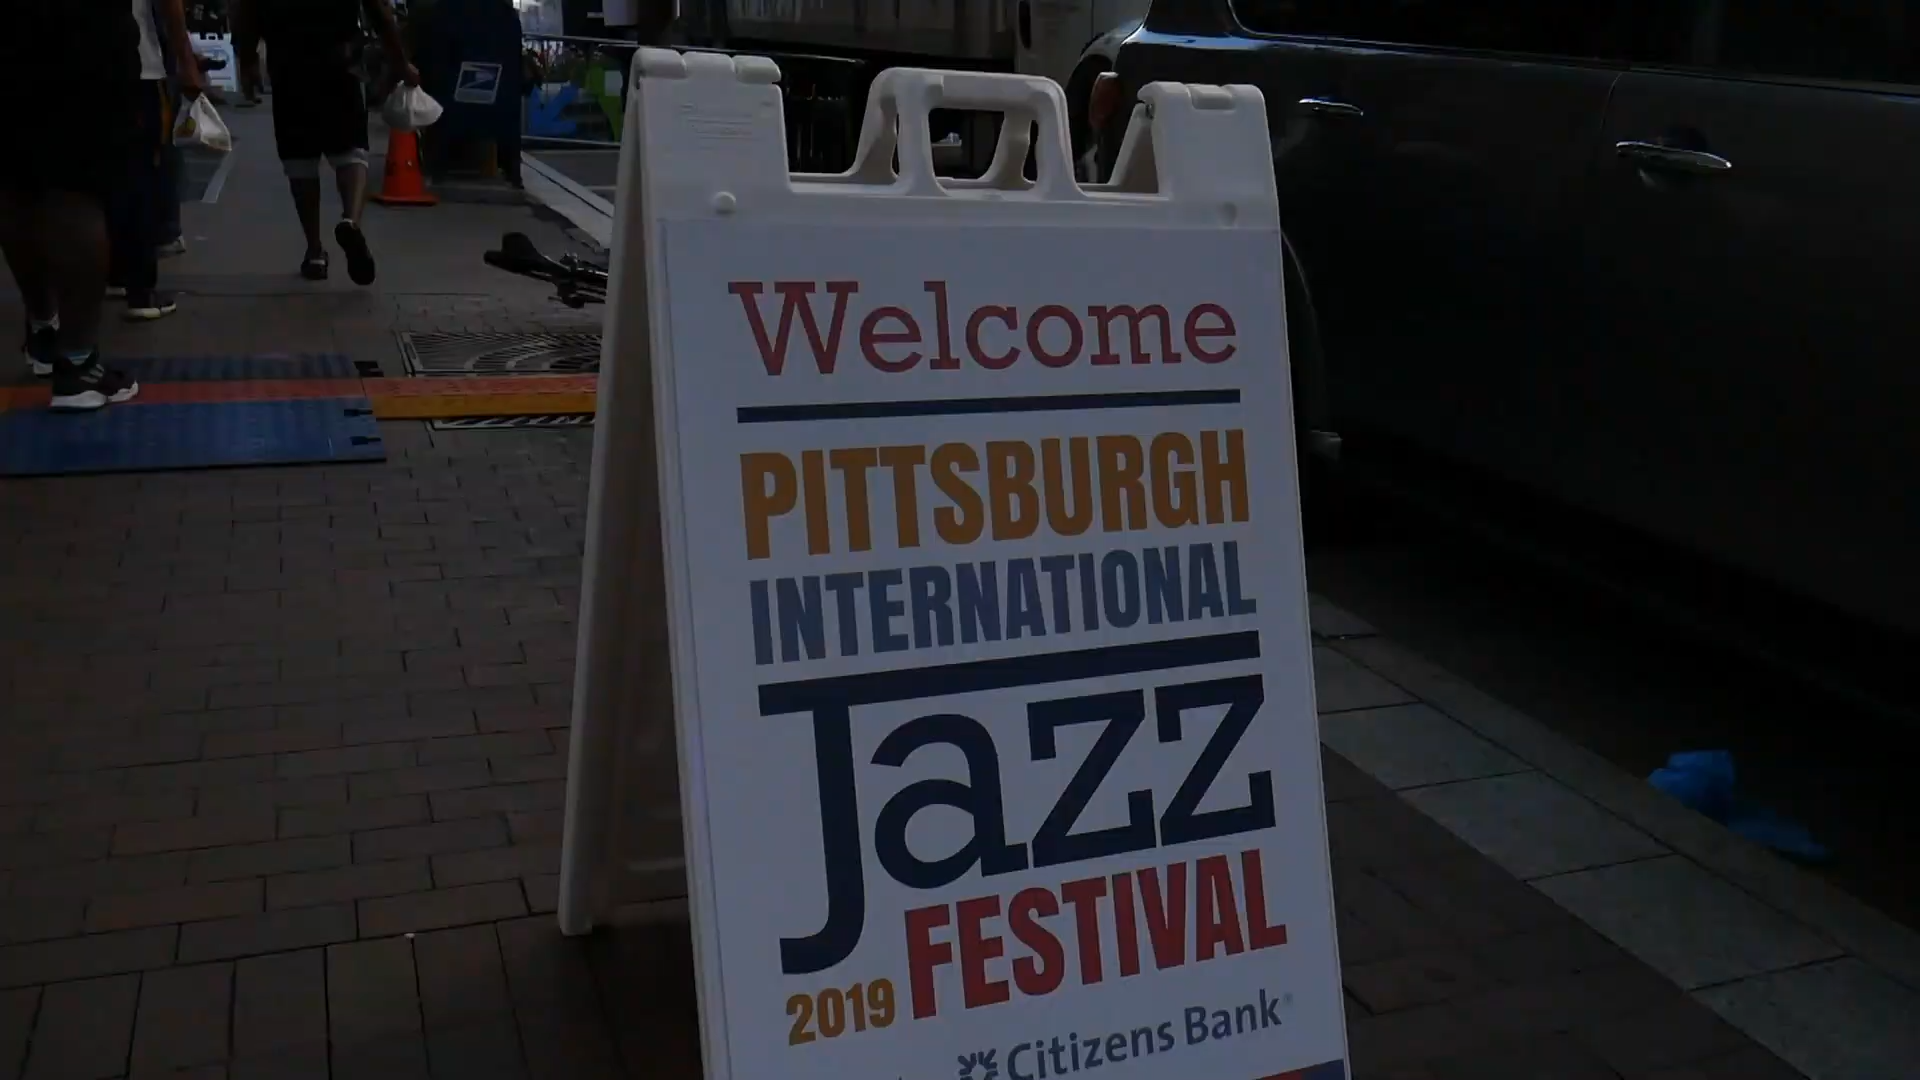 Welcome
PITTSBURGH
INTERNATIONAL
Jazz
2019 FESTIVAL
Citizens Bank